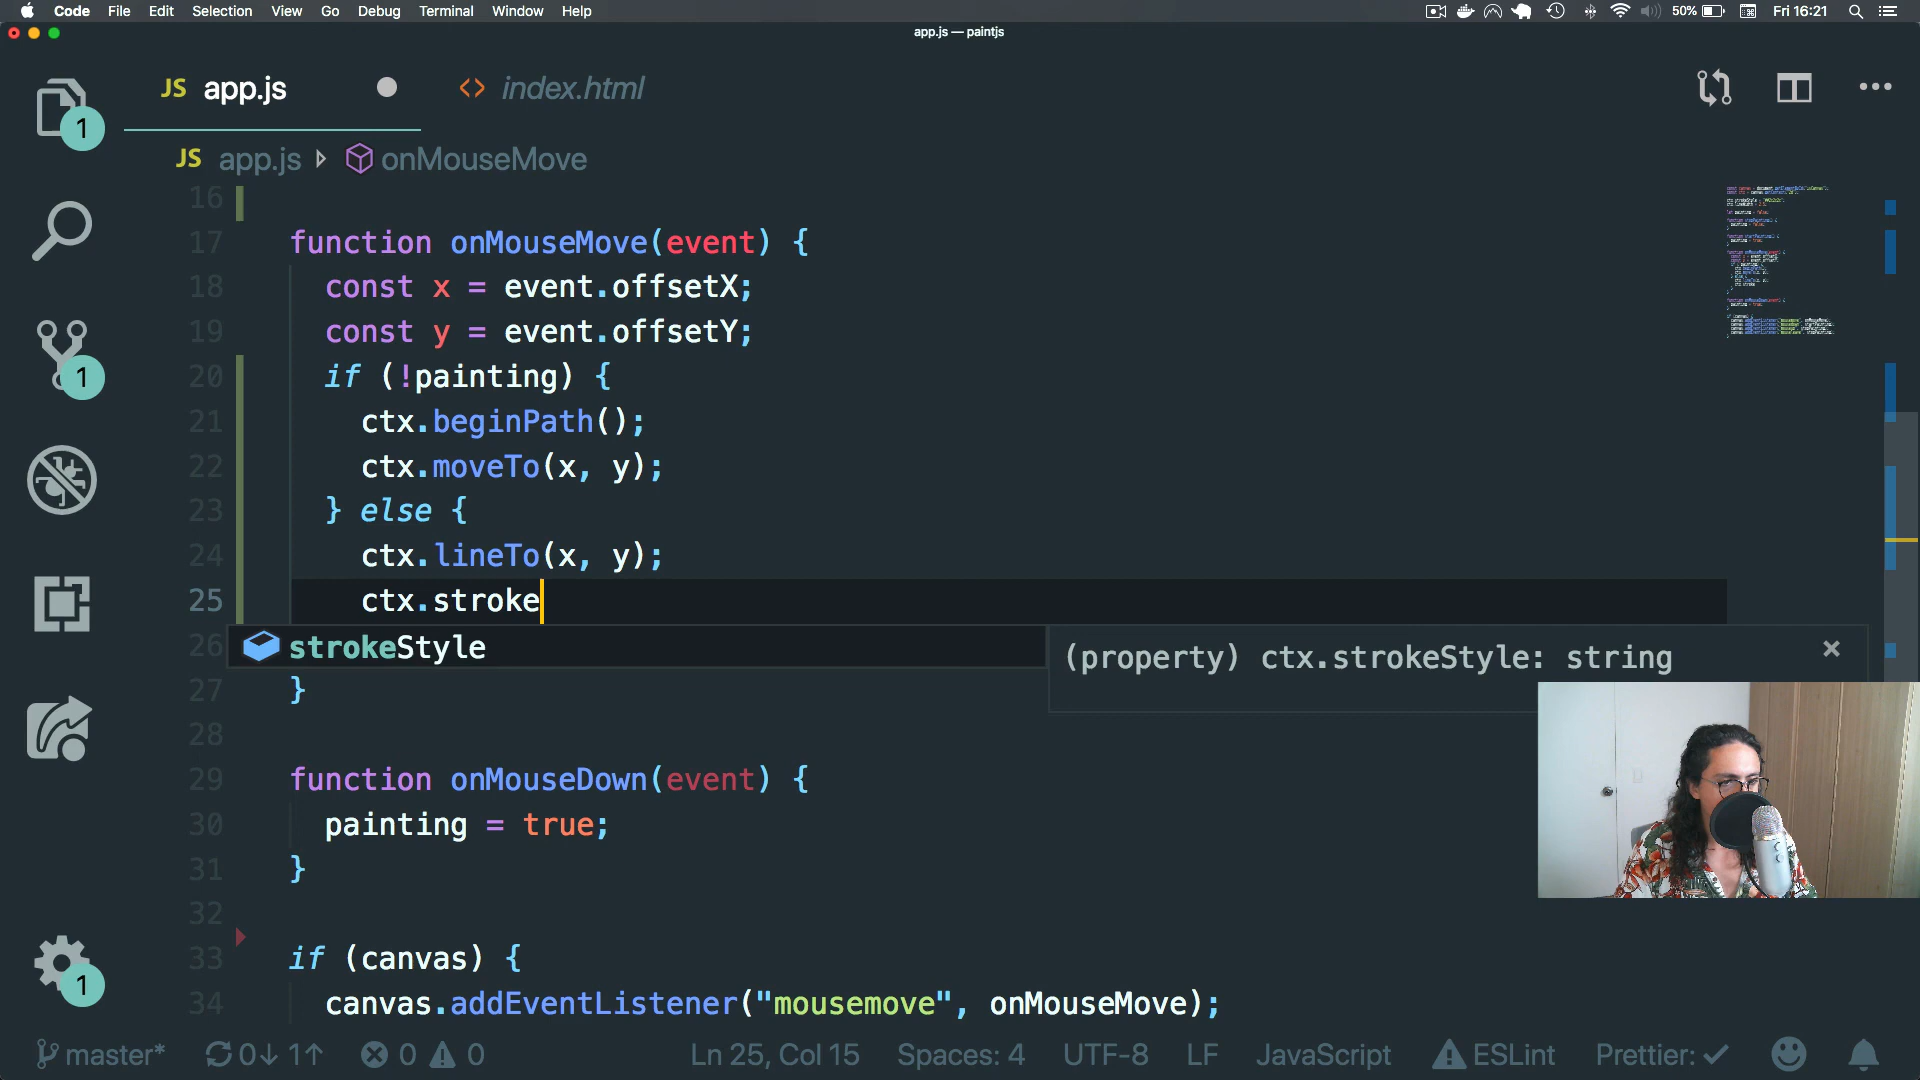 Code File Edit Selection View Go Debug Terminal Window Help 50% Fri 16:21
app.js — paintjs
JS app.js index.html
1
JS app.js onMouseMove
16
17 function onMouseMove(event) {
18 const x = event.offsetX;
19 const y = event.offsetY;
20 if (!painting) {
1
21 ctx.beginPath();
22 ctx.moveTo(x, y);
23 } else {
24 ctx.lineTo(x, y);
25 ctx.stroke
26 strokeStyle (property) ctx.strokeStyle: string
27 }
28
29 function onMouseDown(event) {
30 painting = true;
31 }
32
33 if (canvas) {
1
34 canvas.addEventListener("mousemove", onMouseMove);
master* 0↓ 1↑ 0 0 Ln 25, Col 15 Spaces: 4 UTF-8 LF JavaScript ESLint Prettier: ✓